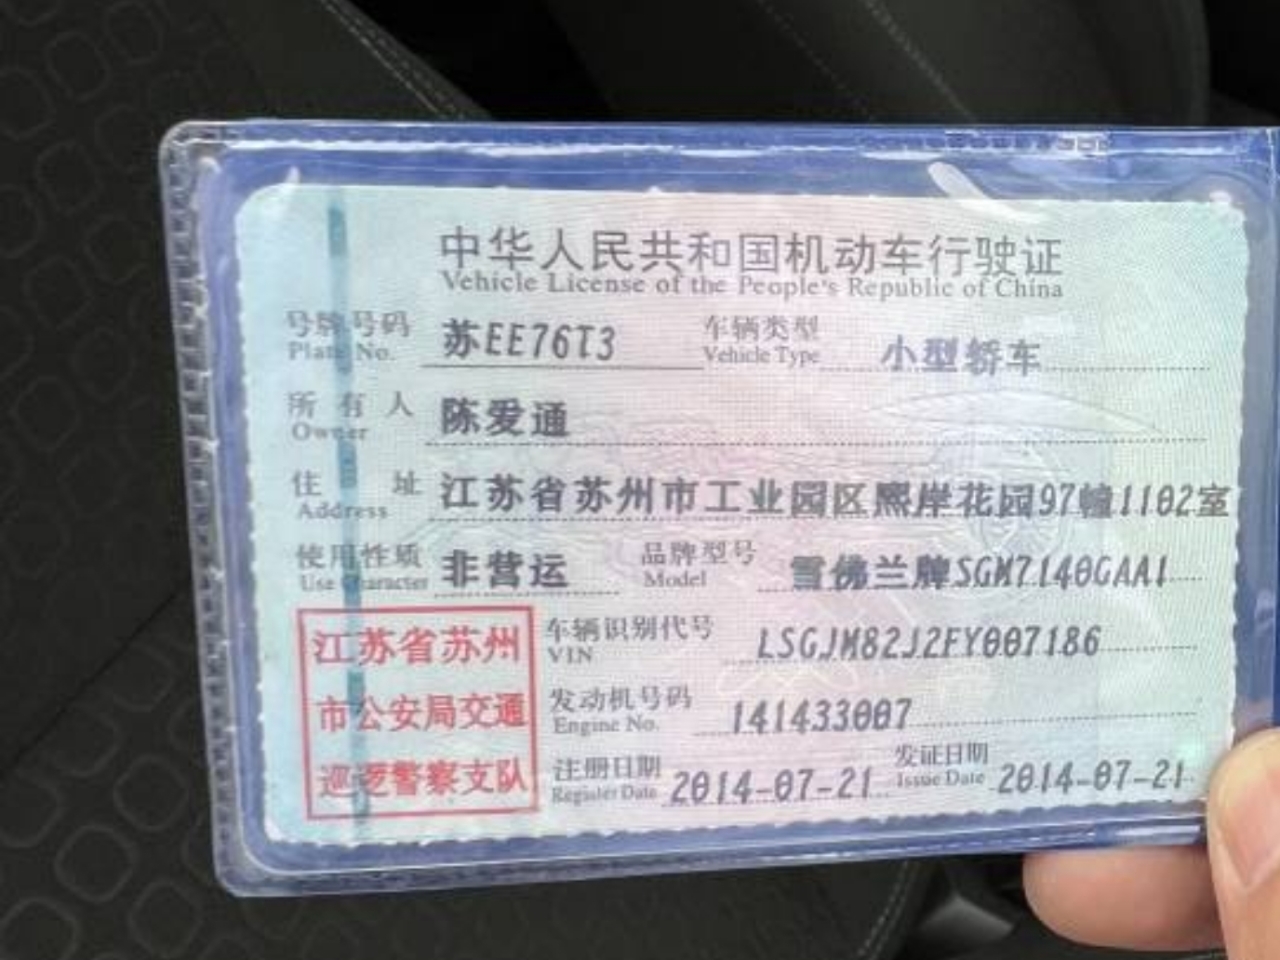 中华人民共和国机动车行驶证
Vehicle License of the People's Republic of China
号牌号码 苏EE76T3 车辆类型 小型轿车
Plate No. Vehicle Type
所有人 陈爱通
Owner
住址 江苏省苏州市工业园区熙岸花园97幢1102室
Address
使用性质 非营运 品牌型号 雪佛兰牌SGM7140GAA1
Use Character Model
江苏省苏州
市公安局交通
巡逻警察支队
车辆识别代号 LSGJM82J2FY007186
VIN
发动机号码 141433007
Engine No.
注册日期 2014-07-21 发证日期 2014-07-21
Register Date Issue Date